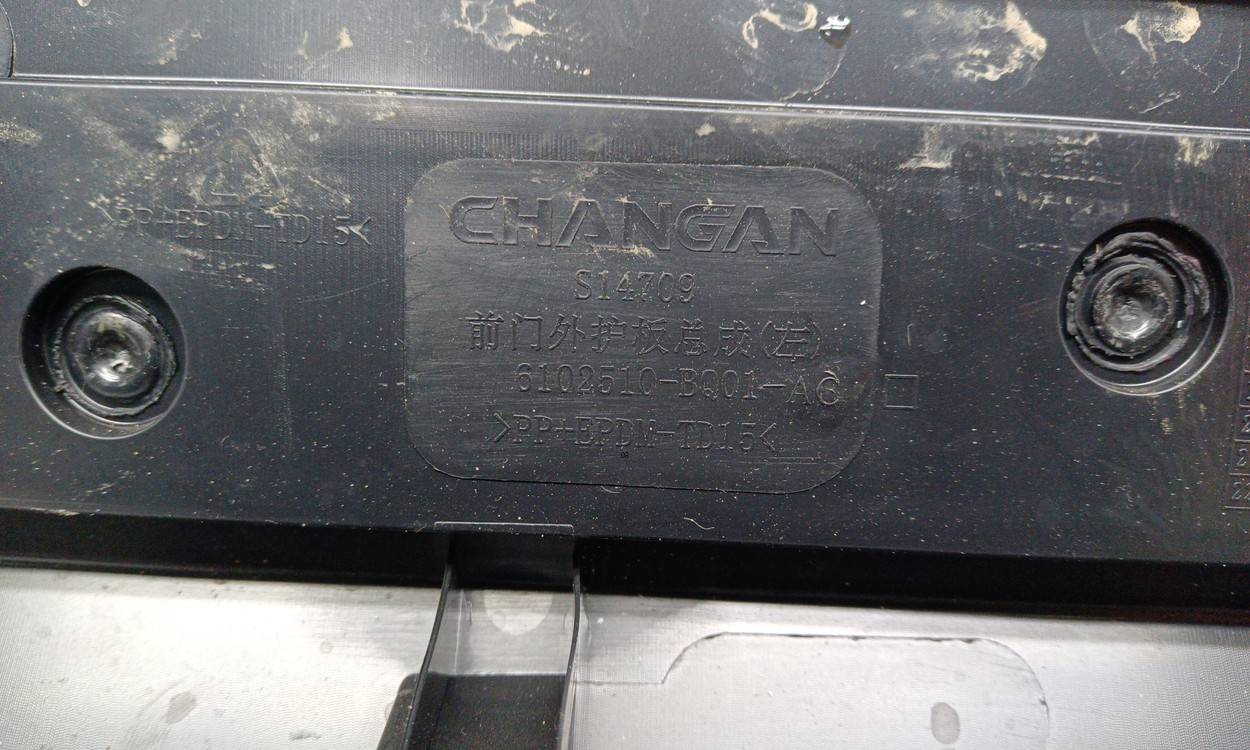 >PP+EPDM-TD15<
CHANGAN
S14709
前门外护板总成(左)
6102510-BQ01-AC
>PP+EPDM-TD15<